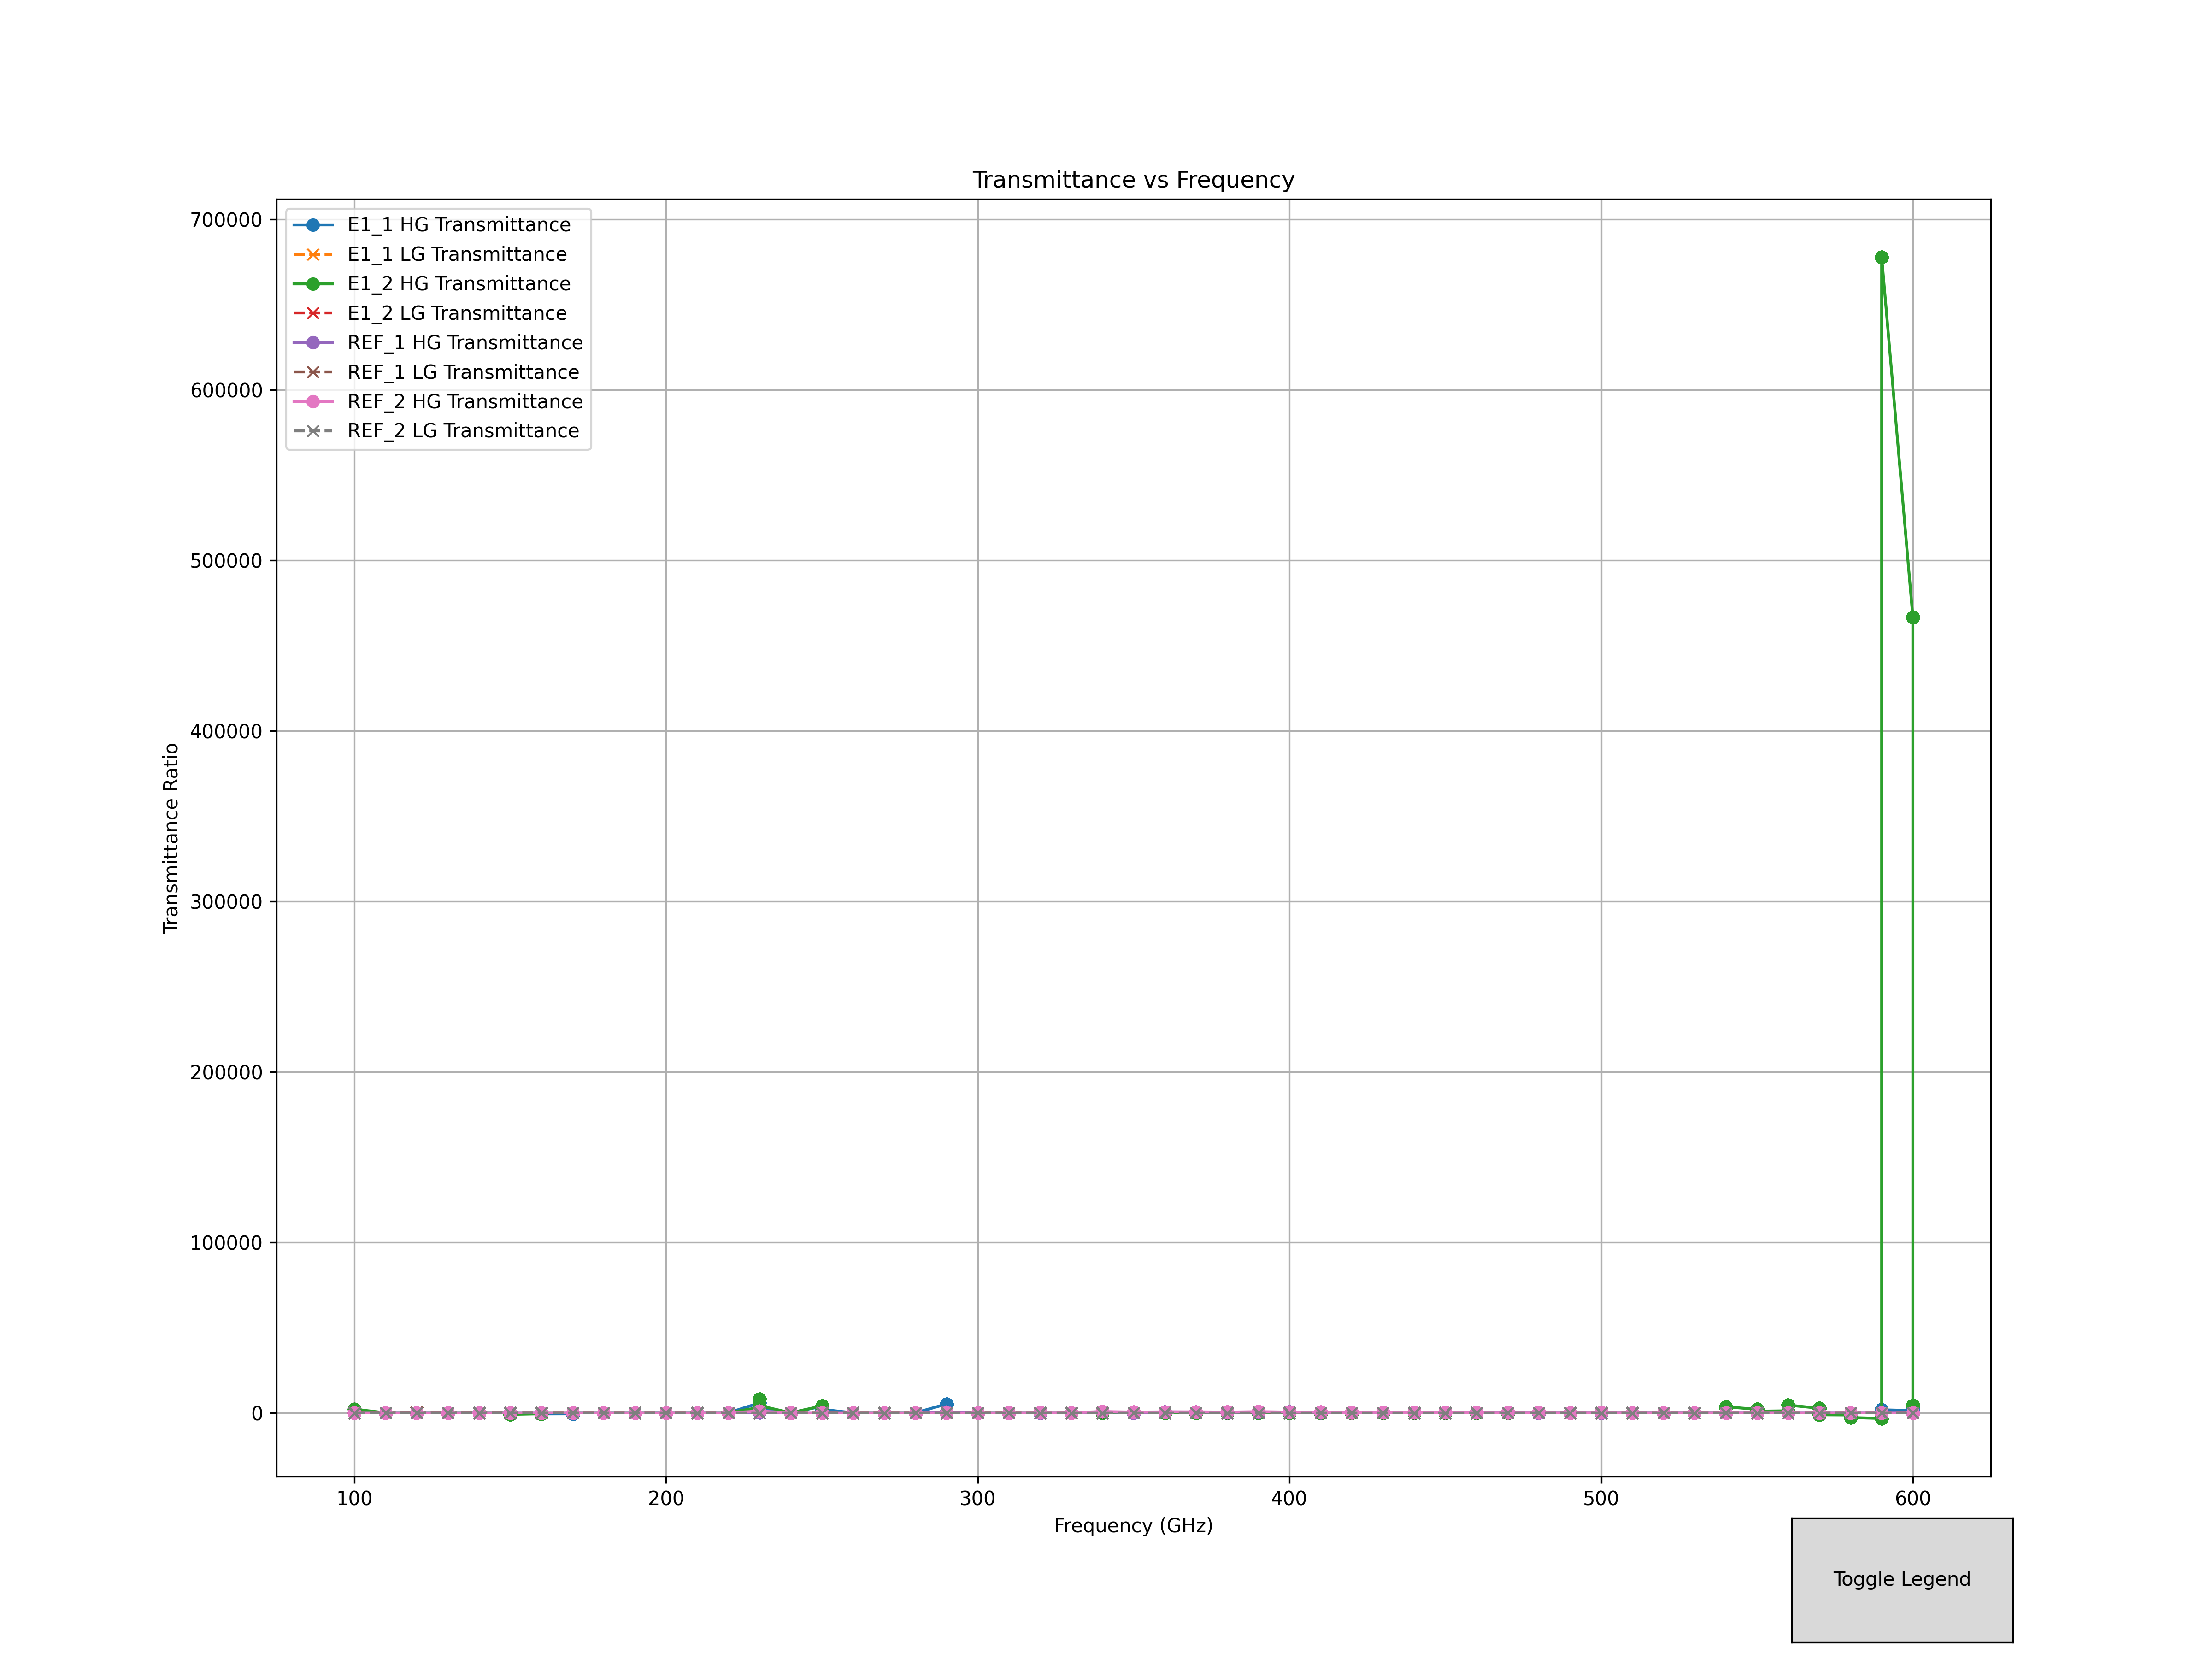 Transmittance vs Frequency
E1_1 HG Transmittance
E1_1 LG Transmittance
E1_2 HG Transmittance
E1_2 LG Transmittance
REF_1 HG Transmittance
REF_1 LG Transmittance
REF_2 HG Transmittance
REF_2 LG Transmittance
700000
600000
500000
400000
300000
200000
100000
0
Transmittance Ratio
100 200 300 400 500 600
Frequency (GHz)
Toggle Legend